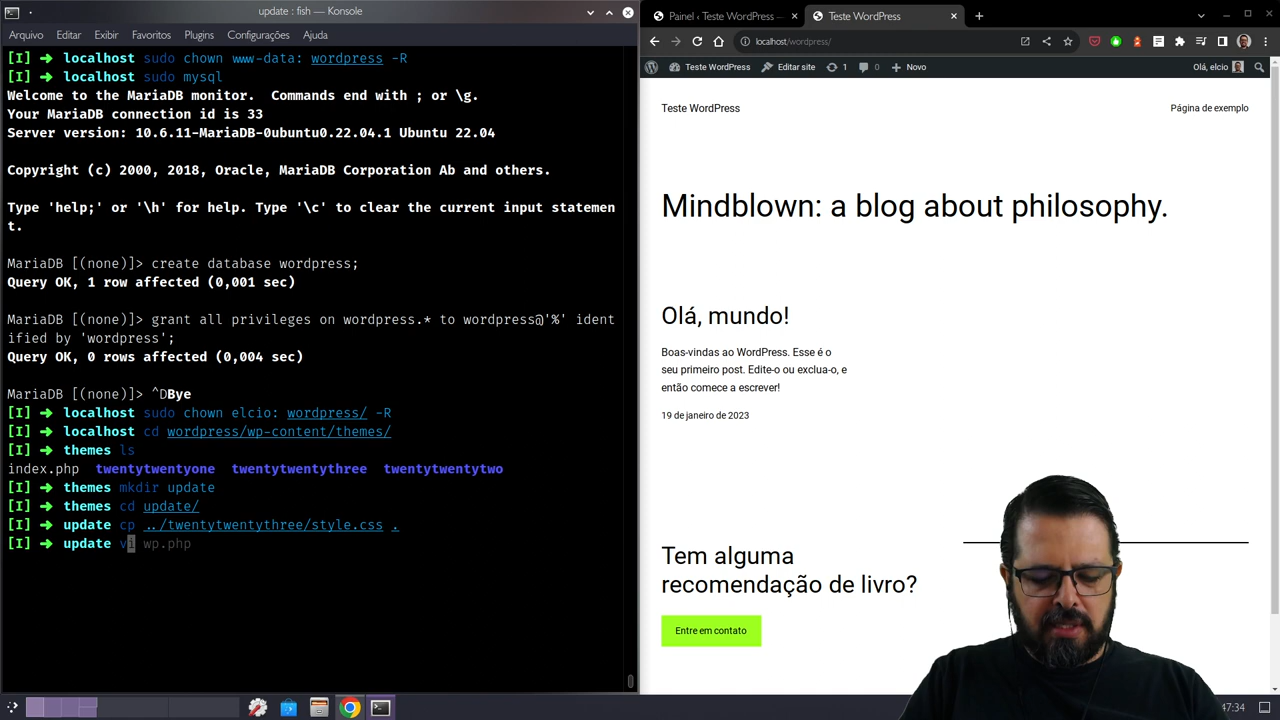 update : fish — Konsole
Arquivo Editar Exibir Favoritos Plugins Configurações Ajuda
[I] ➜ localhost sudo chown www-data: wordpress -R
[I] ➜ localhost sudo mysql
Welcome to the MariaDB monitor.  Commands end with ; or \g.
Your MariaDB connection id is 33
Server version: 10.6.11-MariaDB-0ubuntu0.22.04.1 Ubuntu 22.04
Copyright (c) 2000, 2018, Oracle, MariaDB Corporation Ab and others.
Type 'help;' or '\h' for help. Type '\c' to clear the current input statemen
t.
MariaDB [(none)]> create database wordpress;
Query OK, 1 row affected (0,001 sec)
MariaDB [(none)]> grant all privileges on wordpress.* to wordpress@'%' ident
ified by 'wordpress';
Query OK, 0 rows affected (0,004 sec)
MariaDB [(none)]> ^DBye
[I] ➜ localhost sudo chown elcio: wordpress/ -R
[I] ➜ localhost cd wordpress/wp-content/themes/
[I] ➜ themes ls
index.php  twentytwentyone  twentytwentythree  twentytwentytwo
[I] ➜ themes mkdir update
[I] ➜ themes cd update/
[I] ➜ update cp ../twentytwentythree/style.css .
[I] ➜ update vi wp.php
Painel ‹ Teste WordPress — Teste WordPress
localhost/wordpress/
Teste WordPress Editar site 1 0 Novo Olá, elcio
Teste WordPress Página de exemplo
Mindblown: a blog about philosophy.
Olá, mundo!
Boas-vindas ao WordPress. Esse é o
seu primeiro post. Edite-o ou exclua-o, e
então comece a escrever!
19 de janeiro de 2023
Tem alguma
recomendação de livro?
Entre em contato
47:34